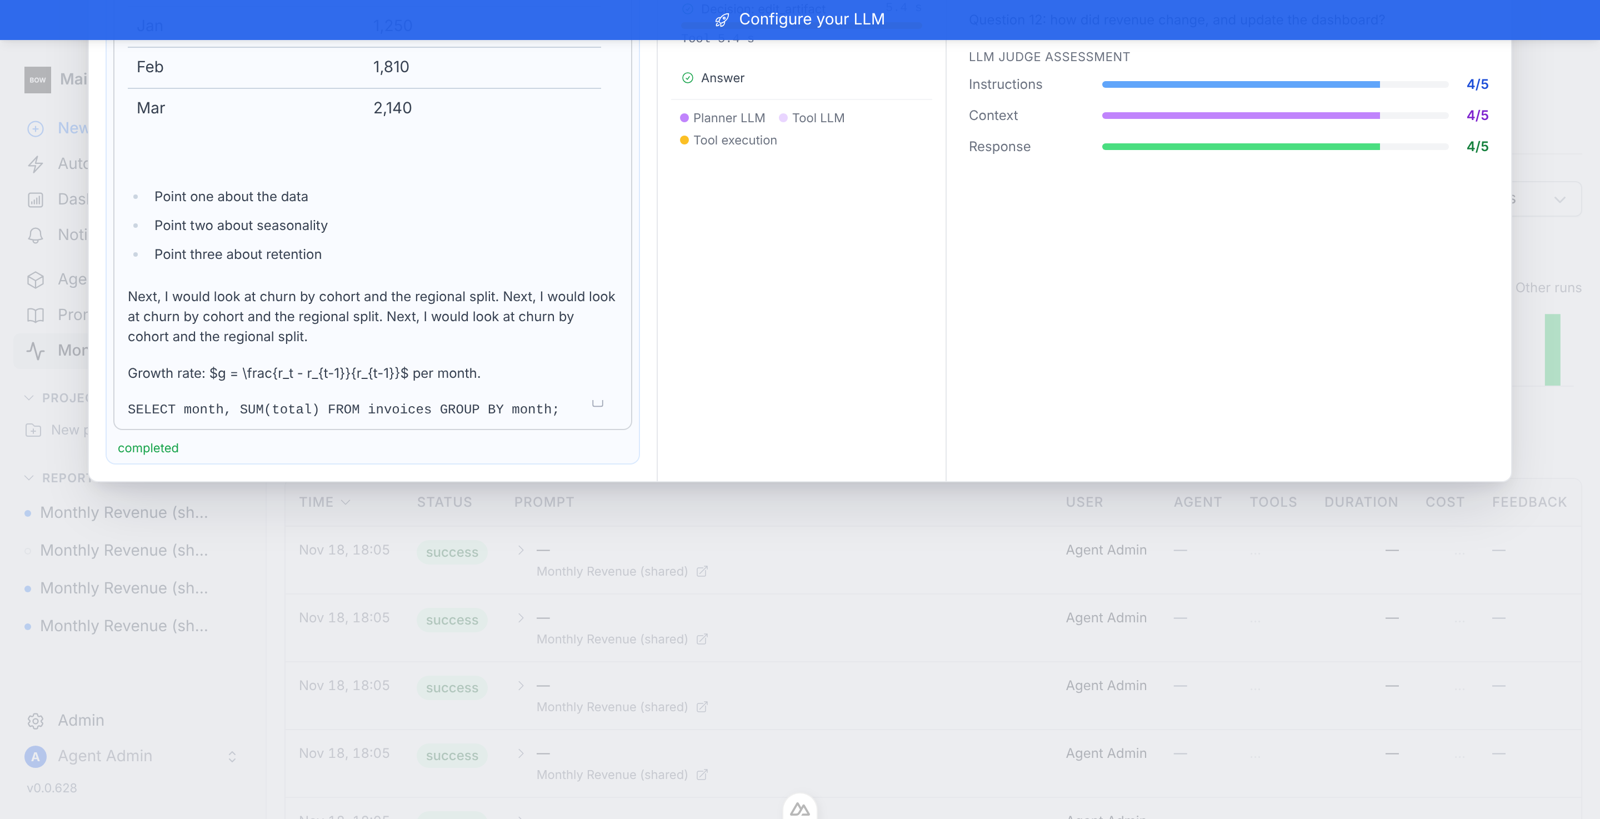 Configure your LLM
Jan 1,250
Feb 1,810
Mar 2,140
Point one about the data
Point two about seasonality
Point three about retention
Next, I would look at churn by cohort and the regional split. Next, I would look
at churn by cohort and the regional split. Next, I would look at churn by
cohort and the regional split.
Growth rate: $g = \frac{r_t - r_{t-1}}{r_{t-1}}$ per month.
SELECT month, SUM(total) FROM invoices GROUP BY month;
completed
Answer
Planner LLM Tool LLM
Tool execution
Question 12: how did revenue change, and update the dashboard?
LLM JUDGE ASSESSMENT
Instructions 4/5
Context 4/5
Response 4/5
BOW Mai
New
Auto
Das
Noti
Age
Pro
Mon
PROJE
New p
REPORT
Monthly Revenue (sh...
Monthly Revenue (sh...
Monthly Revenue (sh...
Monthly Revenue (sh...
Admin
A Agent Admin
v0.0.628
Other runs
TIME STATUS PROMPT USER AGENT TOOLS DURATION COST FEEDBACK
Nov 18, 18:05 success — Agent Admin — ... — ... —
Monthly Revenue (shared)
Nov 18, 18:05 success — Agent Admin — ... — ... —
Monthly Revenue (shared)
Nov 18, 18:05 success — Agent Admin — ... — ... —
Monthly Revenue (shared)
Nov 18, 18:05 success — Agent Admin — ... — ... —
Monthly Revenue (shared)